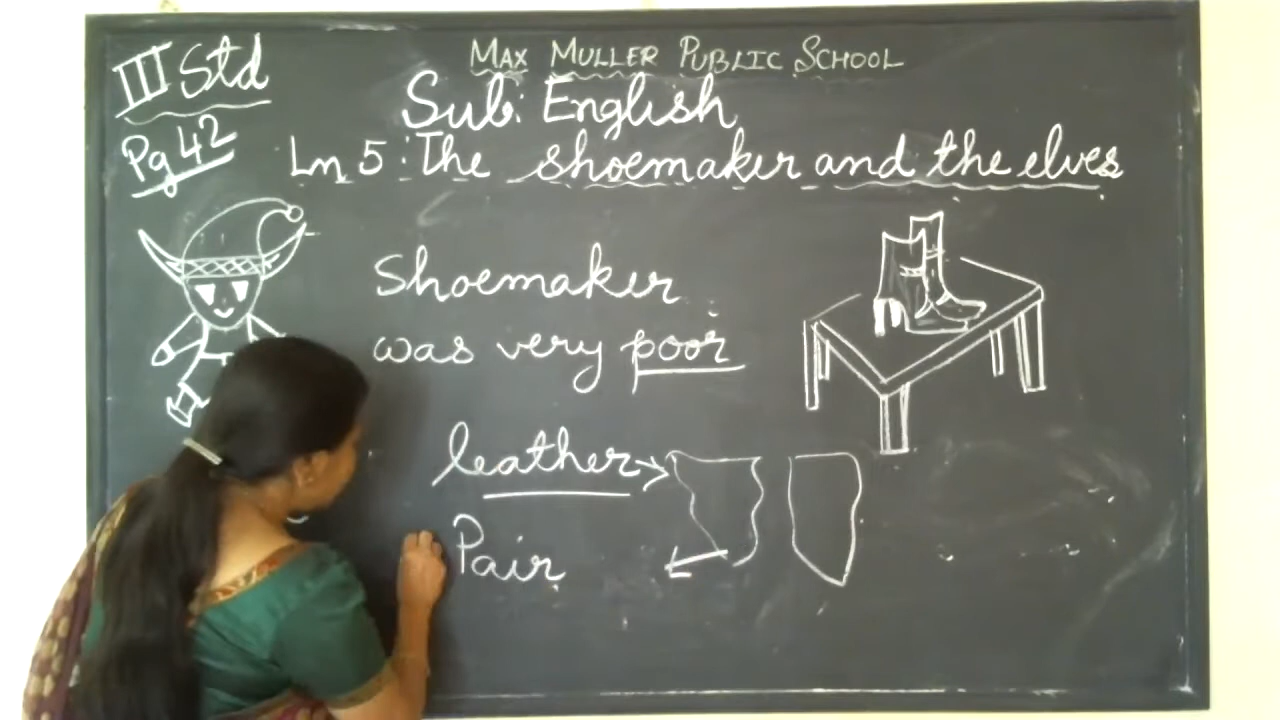 MAX MULLER PUBLIC SCHOOL
III Std
Sub: English
Pg 42
Ln 5 : The shoemaker and the elves
Shoemaker
was very poor
leather
Pair